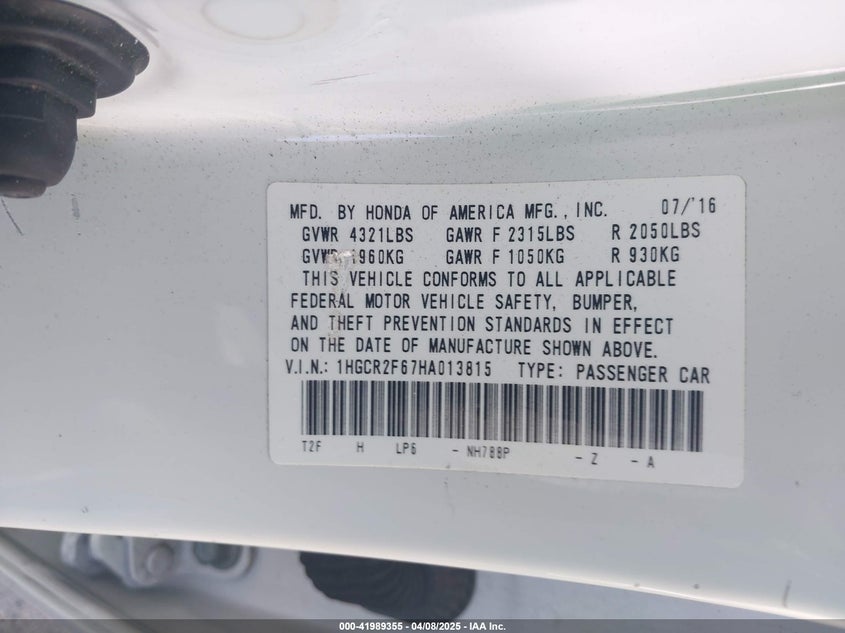 MFD. BY HONDA OF AMERICA MFG., INC. 07/'16
GVWR 4321LBS GAWR F 2315LBS R 2050LBS
GVWR 1960KG GAWR F 1050KG R 930KG
THIS VEHICLE CONFORMS TO ALL APPLICABLE
FEDERAL MOTOR VEHICLE SAFETY, BUMPER,
AND THEFT PREVENTION STANDARDS IN EFFECT
ON THE DATE OF MANUFACTURE SHOWN ABOVE.
V.I.N.: 1HGCR2F67HA013815 TYPE: PASSENGER CAR
T2F H LP6 - NH788P - Z - A
000-41989355 04/08/2025 - IAA Inc.